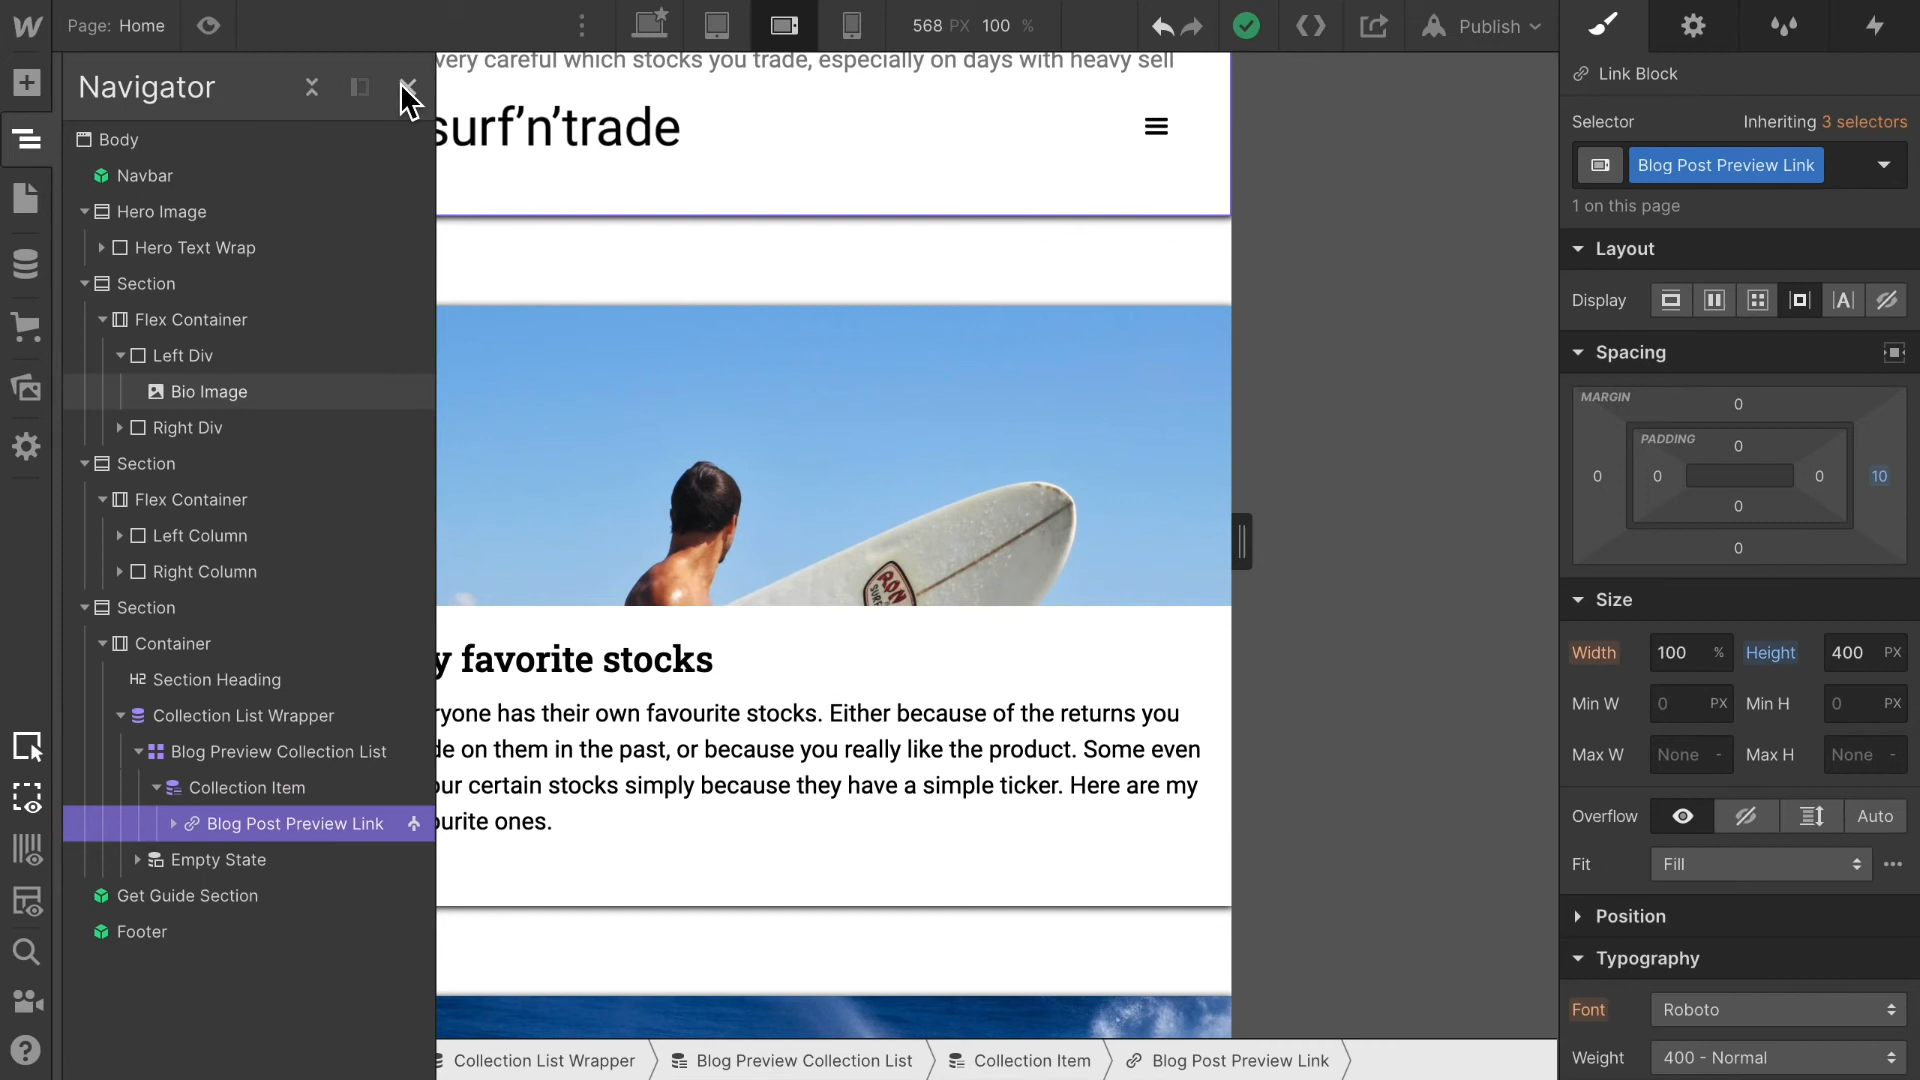 Page: Home
568 PX 100 %
Publish
Navigator
Body
Navbar
Hero Image
Hero Text Wrap
Section
Flex Container
Left Div
Bio Image
Right Div
Section
Flex Container
Left Column
Right Column
Section
Container
H2 Section Heading
Collection List Wrapper
Blog Preview Collection List
Collection Item
Blog Post Preview Link
Empty State
Get Guide Section
Footer
very careful which stocks you trade, especially on days with heavy sell
surf’n’trade
RON
y favorite stocks
ryone has their own favourite stocks. Either because of the returns you
de on them in the past, or because you really like the product. Some even
our certain stocks simply because they have a simple ticker. Here are my
ourite ones.
Collection List Wrapper
Blog Preview Collection List
Collection Item
Blog Post Preview Link
Link Block
Selector
Inheriting 3 selectors
Blog Post Preview Link
1 on this page
Layout
Display
Spacing
MARGIN
0
PADDING
0
0 0 0 10
0
0
Size
Width 100 % Height 400 PX
Min W 0 PX Min H 0 PX
Max W None - Max H None -
Overflow Auto
Fit Fill
Position
Typography
Font Roboto
Weight 400 - Normal